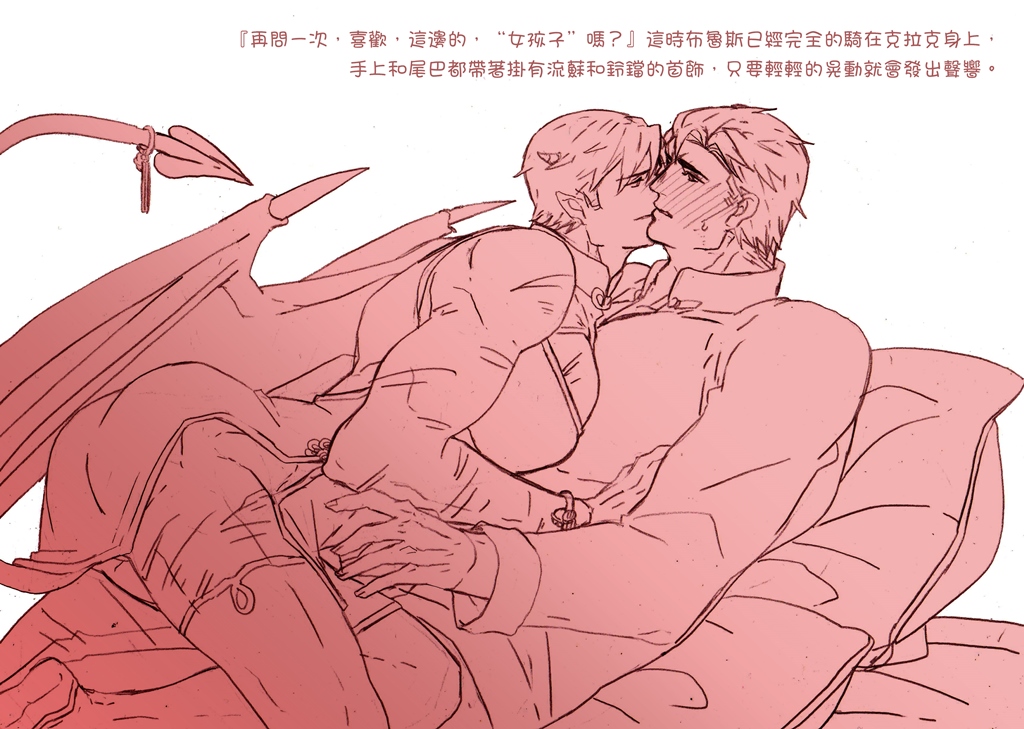 『再問一次，喜歡，這邊的，“女孩子”嗎？』這時布魯斯已經完全的騎在克拉克身上，
手上和尾巴都帶著掛有流蘇和鈴鐺的首飾，只要輕輕的晃動就會發出聲響。